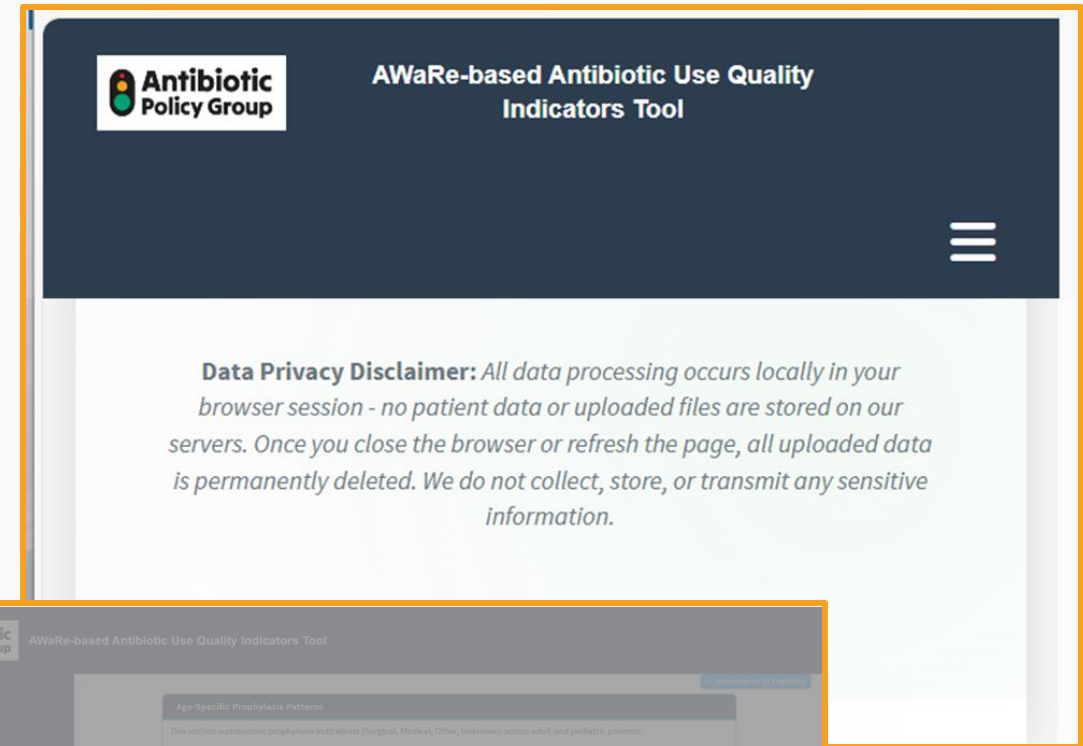 Antibiotic
Policy Group
AWaRe-based Antibiotic Use Quality
Indicators Tool
Data Privacy Disclaimer: All data processing occurs locally in your
browser session - no patient data or uploaded files are stored on our
servers. Once you close the browser or refresh the page, all uploaded data
is permanently deleted. We do not collect, store, or transmit any sensitive
information.
AWaRe-based Antibiotic Use Quality Indicators Tool
Age-Specific Prophylaxis Patterns
This section summarises prophylaxis indications (Surgical, Medical, Other, Unknown) across adult and pediatric patients.